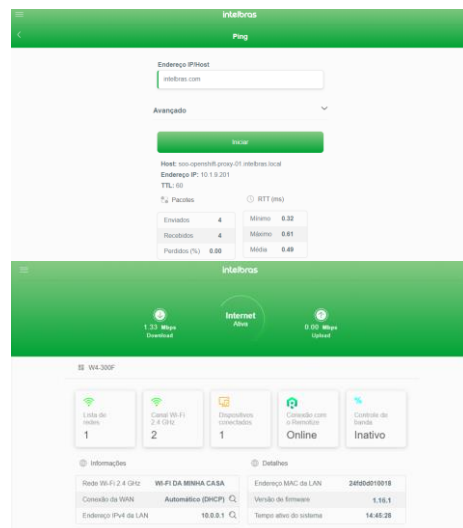 intelbras
Ping
Endereço IP/Host
intelbras.com
Avançado
Iniciar
Host: soo-openshift-proxy-01.intelbras.local
Endereço IP: 10.1.9.201
TTL: 60
Pacotes
RTT (ms)
Enviados 4
Mínimo 0.32
Recebidos 4
Máximo 0.61
Perdidos (%) 0.00
Média 0.49
intelbras
Internet
Ativo
1.33 Mbps
Download
0.00 Mbps
Upload
W4-300F
Lista de redes
1
Canal Wi-Fi 2.4 GHz
2
Dispositivos conectados
1
Conexão com o Remotize
Online
Controle de banda
Inativo
Informações
Detalhes
Rede Wi-Fi 2.4 GHz WI-FI DA MINHA CASA
Endereço MAC da LAN 24fd0d010018
Conexão da WAN Automático (DHCP)
Versão de firmware 1.16.1
Endereço IPv4 da LAN 10.0.0.1
Tempo ativo do sistema 14:45:26